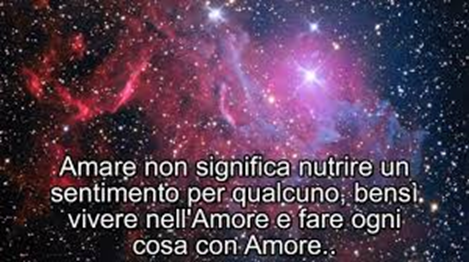 Amare non significa nutrire un
sentimento per qualcuno, bensì
vivere nell'Amore e fare ogni
cosa con Amore..